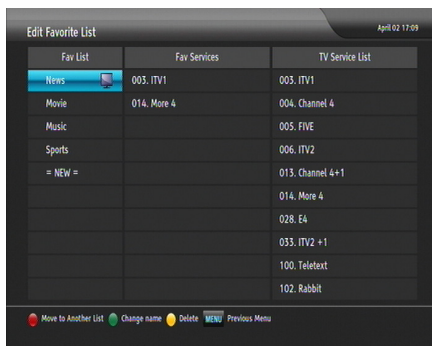 Edit Favorite List
April 02 17:09
Fav List Fav Services TV Service List
News 003. ITV1 003. ITV1
Movie 014. More 4 004. Channel 4
Music 005. FIVE
Sports 006. ITV2
= NEW = 013. Channel 4+1
014. More 4
028. E4
033. ITV2 +1
100. Teletext
102. Rabbit
Move to Another List Change name Delete MENU Previous Menu